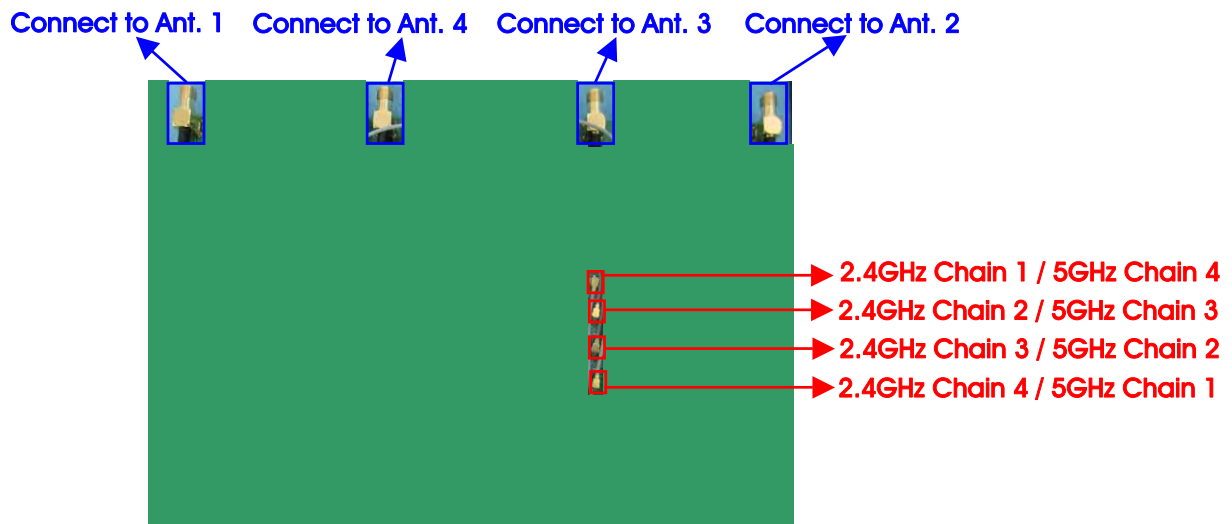 Connect to Ant. 1
Connect to Ant. 4
Connect to Ant. 3
Connect to Ant. 2
2.4GHz Chain 1 / 5GHz Chain 4
2.4GHz Chain 2 / 5GHz Chain 3
2.4GHz Chain 3 / 5GHz Chain 2
2.4GHz Chain 4 / 5GHz Chain 1